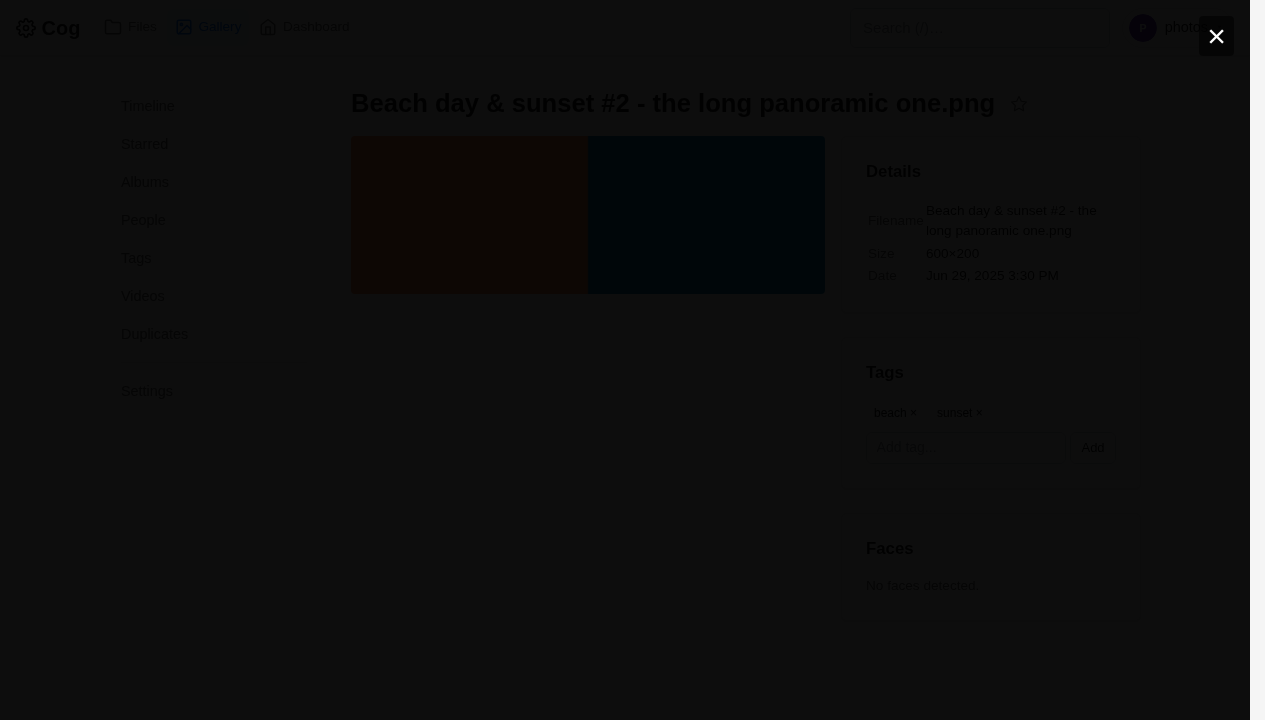 Cog
Files
Gallery
Dashboard
Search (/)
P
photo
×
Timeline
Starred
Albums
People
Tags
Videos
Duplicates
Settings
Beach day & sunset #2 - the long panoramic one.png
Details
Filename
Beach day & sunset #2 - the
long panoramic one.png
Size
600×200
Date
Jun 29, 2025 3:30 PM
Tags
beach ×
sunset ×
Add tag
Add
Faces
No faces detected